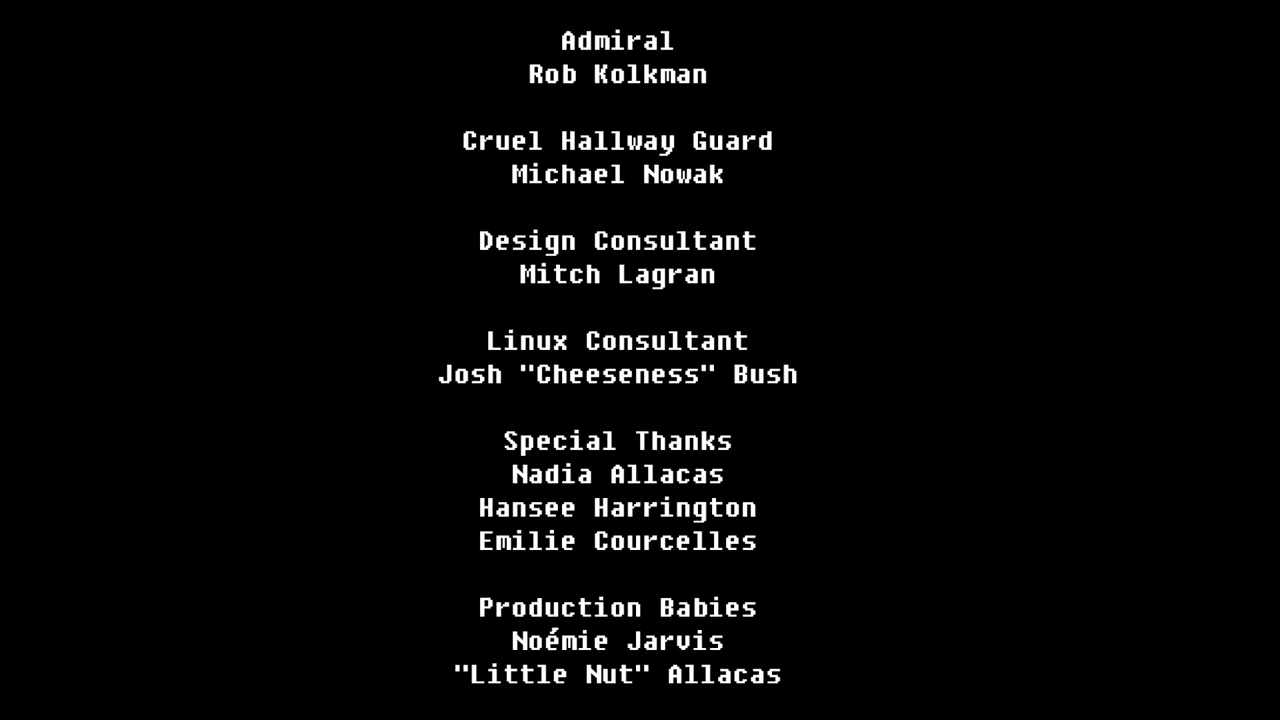 Admiral
Rob Kolkman
Cruel Hallway Guard
Michael Nowak
Design Consultant
Mitch Lagran
Linux Consultant
Josh "Cheeseness" Bush
Special Thanks
Nadia Allacas
Hansee Harrington
Emilie Courcelles
Production Babies
Noémie Jarvis
"Little Nut" Allacas